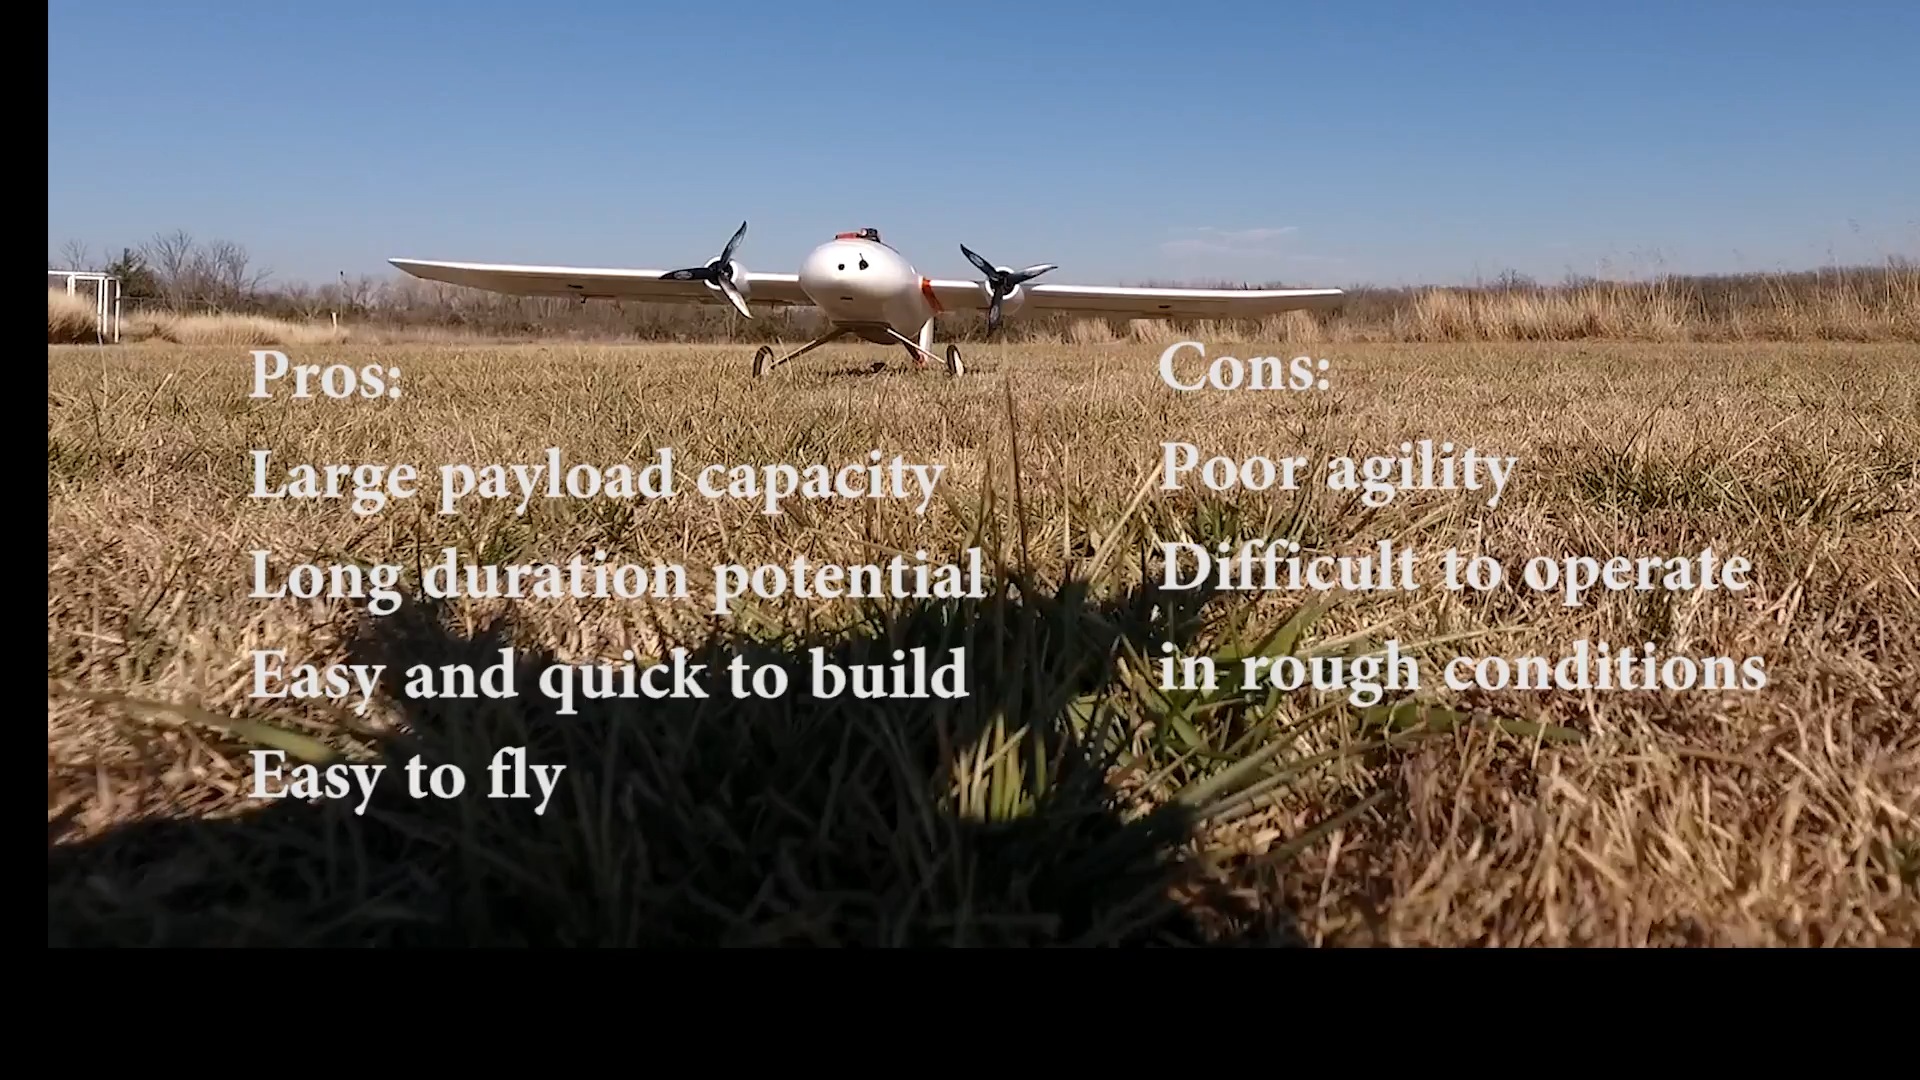 Pros:
Large payload capacity
Long duration potential
Easy and quick to build
Easy to fly
Cons:
Poor agility
Difficult to operate
in rough conditions